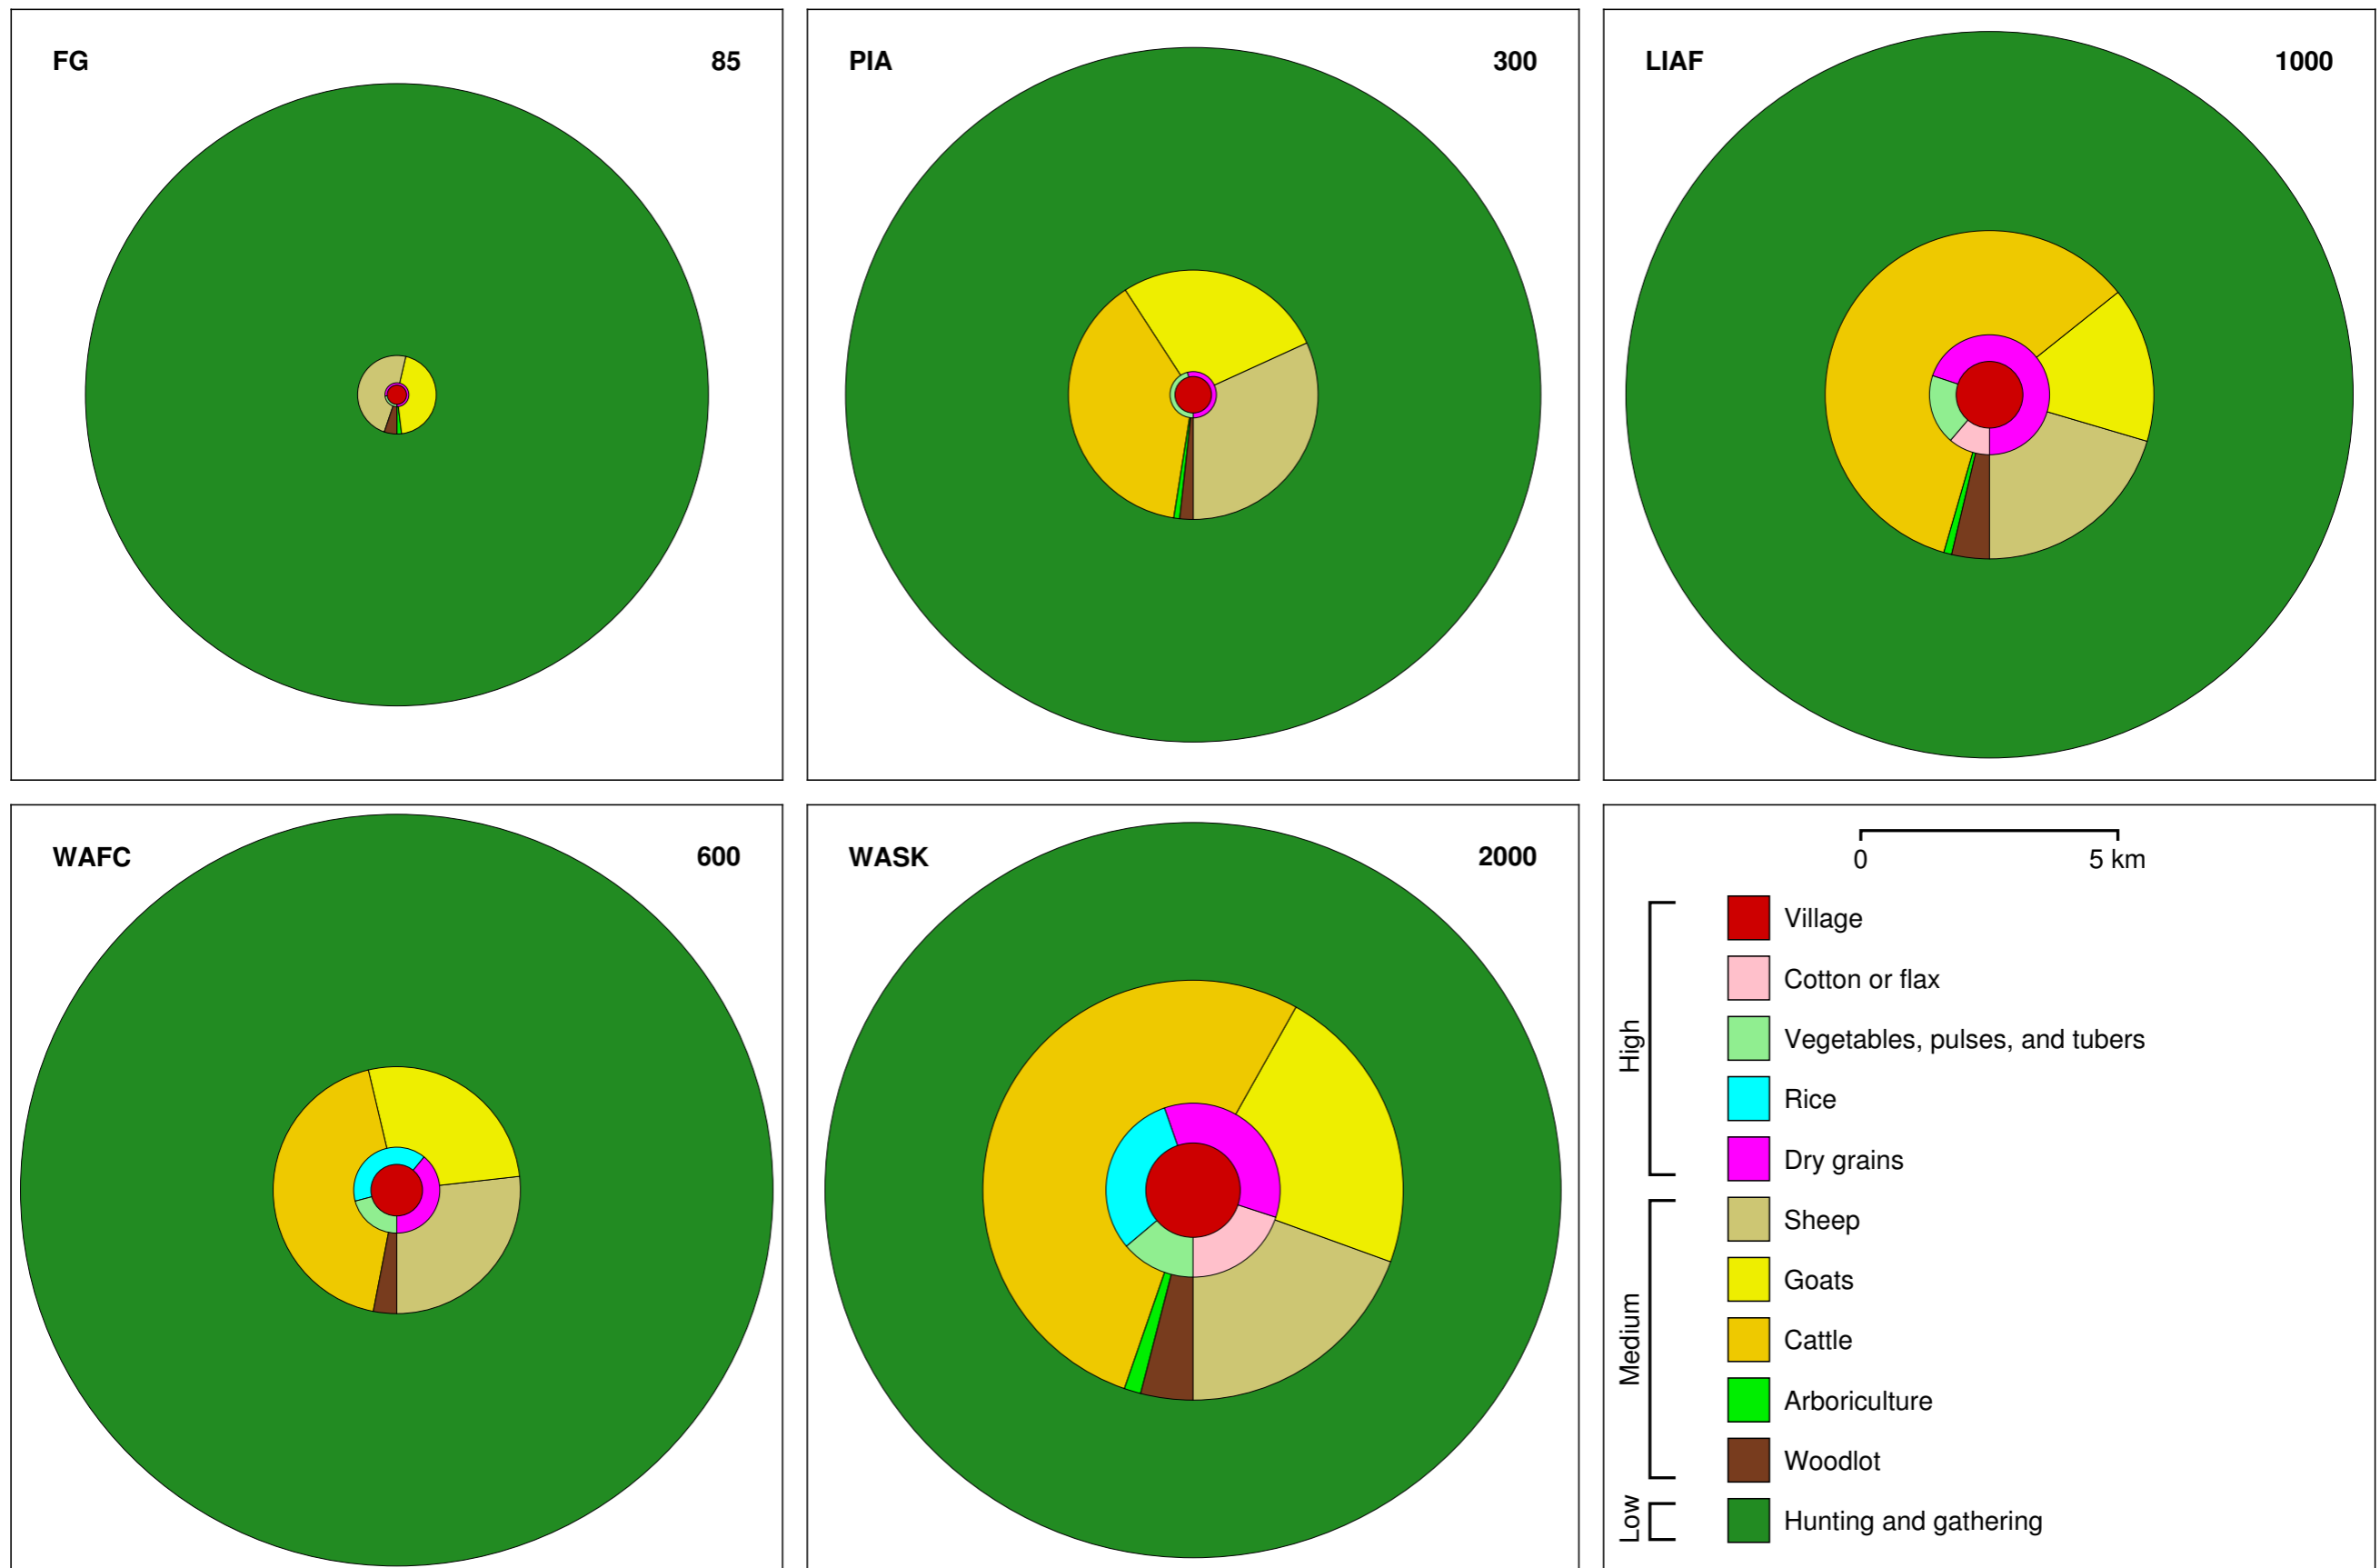 FG 85
PIA 300
LIAF 1000
WAFC 600
WASK 2000
0 5 km
High
Village
Cotton or flax
Vegetables, pulses, and tubers
Rice
Dry grains
Medium
Sheep
Goats
Cattle
Arboriculture
Woodlot
Low
Hunting and gathering